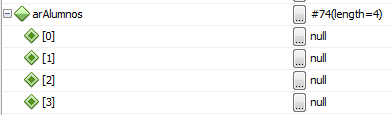 arAlumnos ... #74(length=4)
[0] ... null
[1] ... null
[2] ... null
[3] ... null